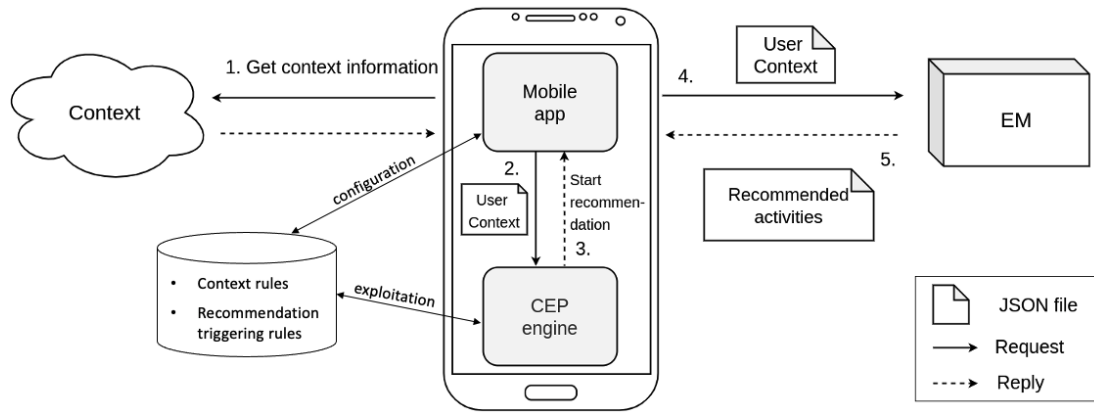 1. Get context information
Context
Mobile
app
4.
User
Context
EM
5.
Recommended
activities
configuration
2.
User
Context
Start
recommen-
dation
3.
• Context rules
• Recommendation
triggering rules
exploitation
CEP
engine
JSON file
Request
Reply